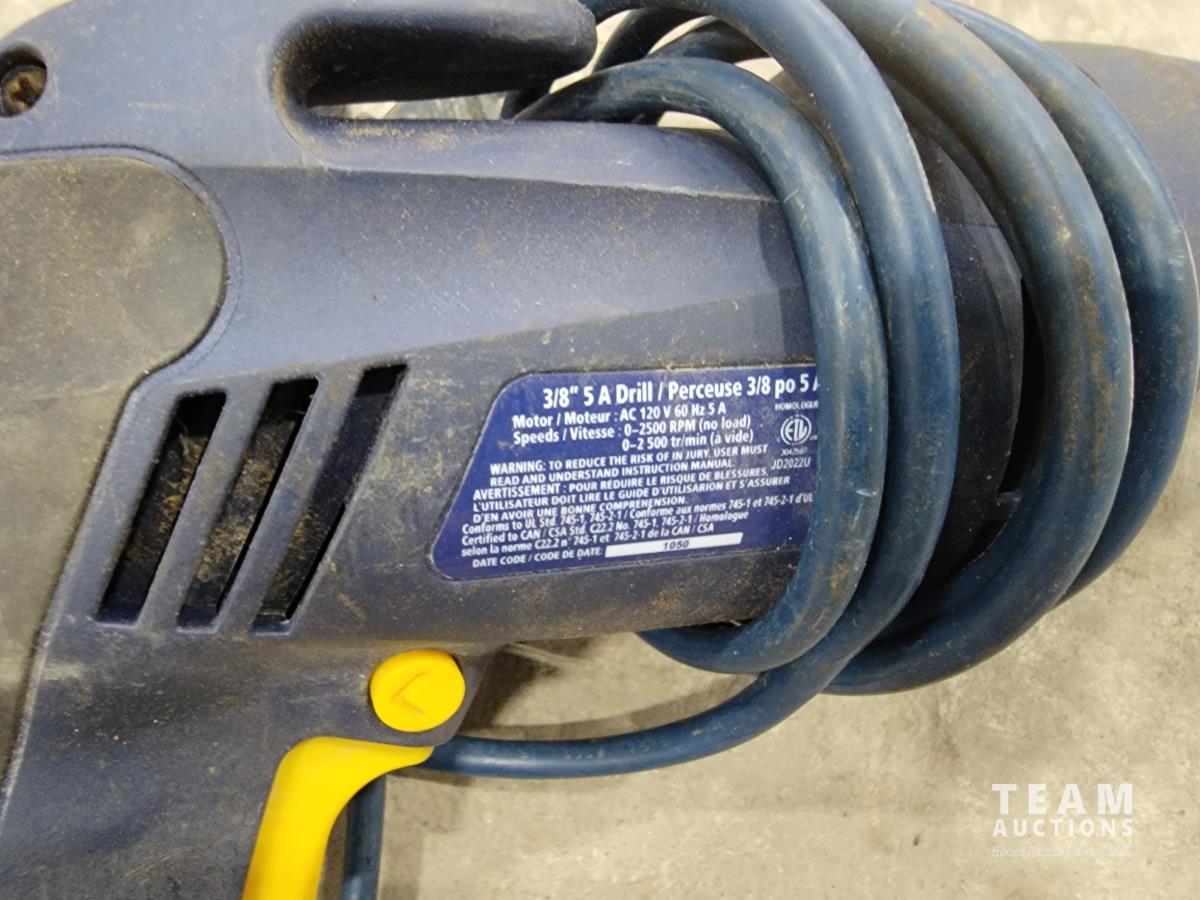 3/8" 5 A Drill / Perceuse 3/8 po 5 A
Motor / Moteur : AC 120 V 60 Hz 5 A
Speeds / Vitesse : 0–2500 RPM (no load)
0–2 500 tr/min (à vide)
HOMOLOGUÉ
ETL
3042507
JD2022U
WARNING: TO REDUCE THE RISK OF INJURY, USER MUST
READ AND UNDERSTAND INSTRUCTION MANUAL.
AVERTISSEMENT : POUR RÉDUIRE LE RISQUE DE BLESSURES,
L'UTILISATEUR DOIT LIRE LE GUIDE D'UTILISARION ET S'ASSURER
D'EN AVOIR UNE BONNE COMPRÉHENSION.
Conforms to UL Std. 745-1, 745-2-1 / Conforme aux normes 745-1 et 745-2-1 d'UL
Certified to CAN / CSA Std. C22.2 No. 745-1, 745-2-1 / Homologué
selon la norme C22.2 n° 745-1 et 745-2-1 de la CAN / CSA
DATE CODE / CODE DE DATE: 1050
TEAM
AUCTIONS